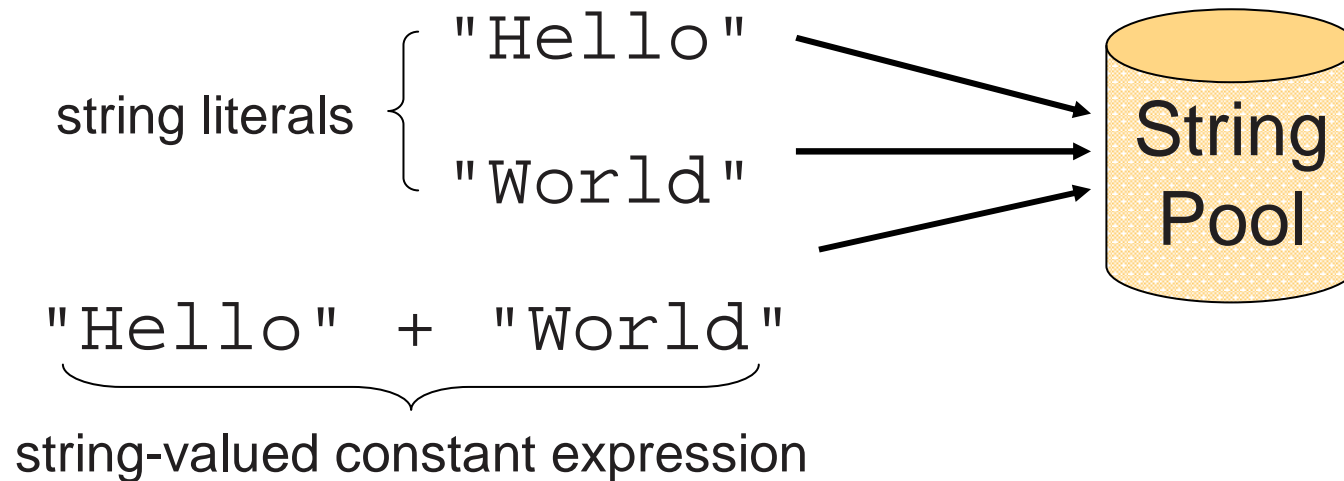 "Hello"
string literals
"World"
"Hello" + "World"
string-valued constant expression
String
Pool